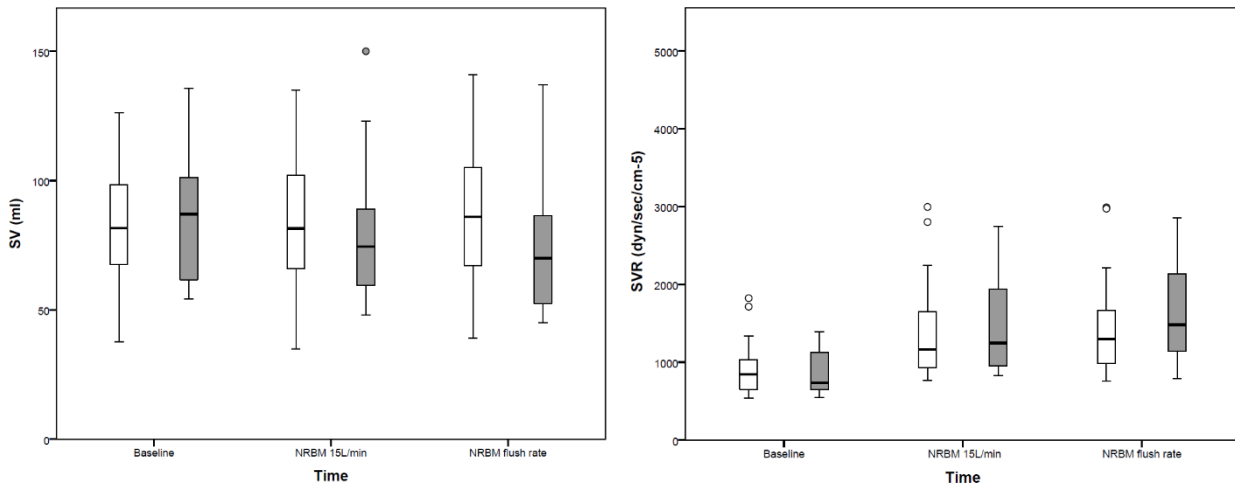 150
100
50
0
SV (ml)
Baseline
NRBM 15L/min
NRBM flush rate
Time
5000
4000
3000
2000
1000
0
SVR (dyn/sec/cm-5)
Baseline
NRBM 15L/min
NRBM flush rate
Time